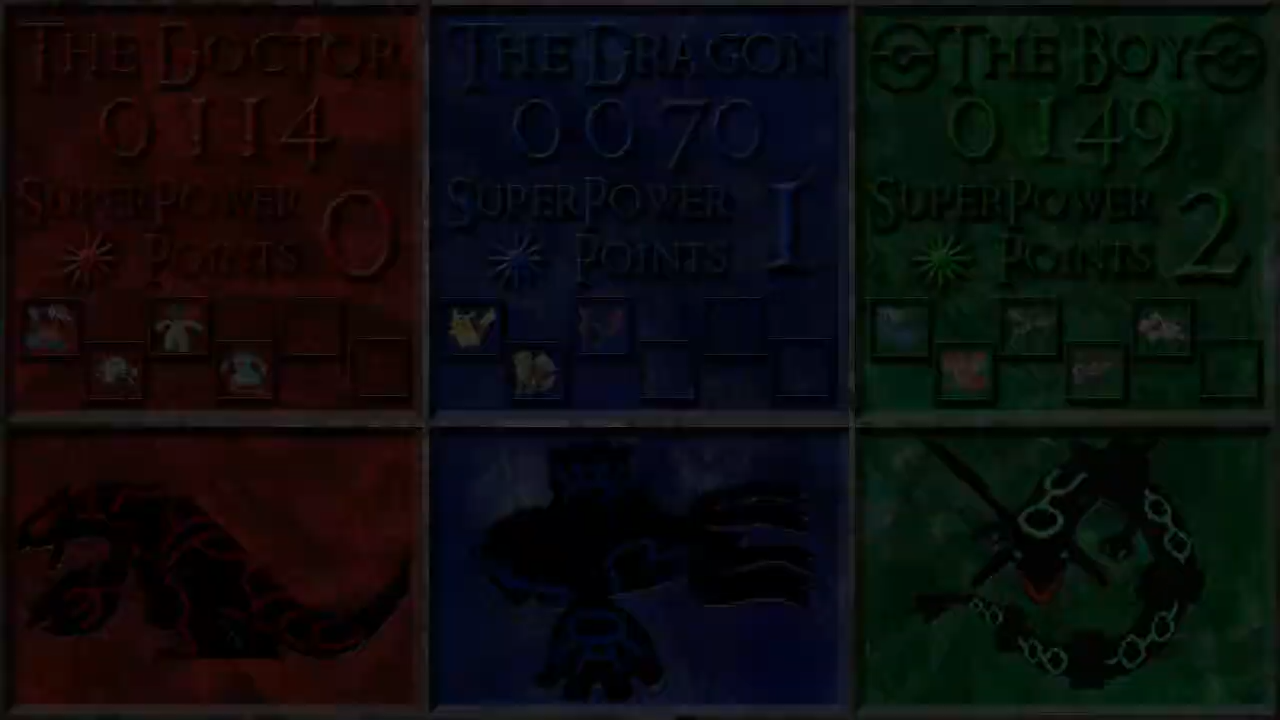 THE DOCTOR
0114
SUPERPOWER
POINTS 0
THE DRAGON
0070
SUPERPOWER
POINTS 1
THE BOY
0149
SUPERPOWER
POINTS 2